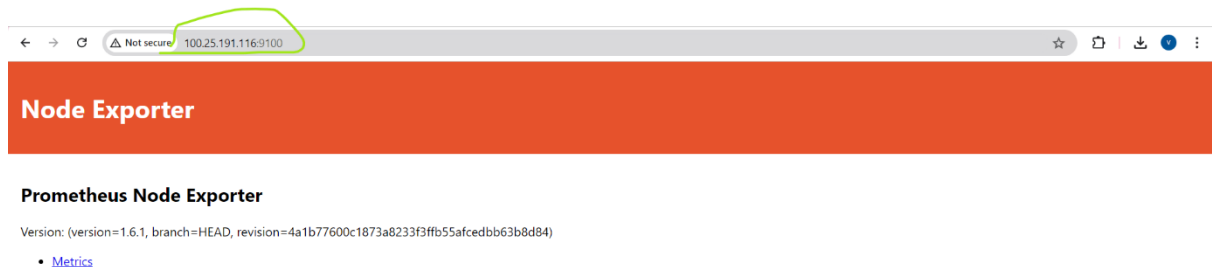 Not secure 100.25.191.116:9100
V
Node Exporter
Prometheus Node Exporter
Version: (version=1.6.1, branch=HEAD, revision=4a1b77600c1873a8233f3ffb55afcedbb63b8d84)
• Metrics